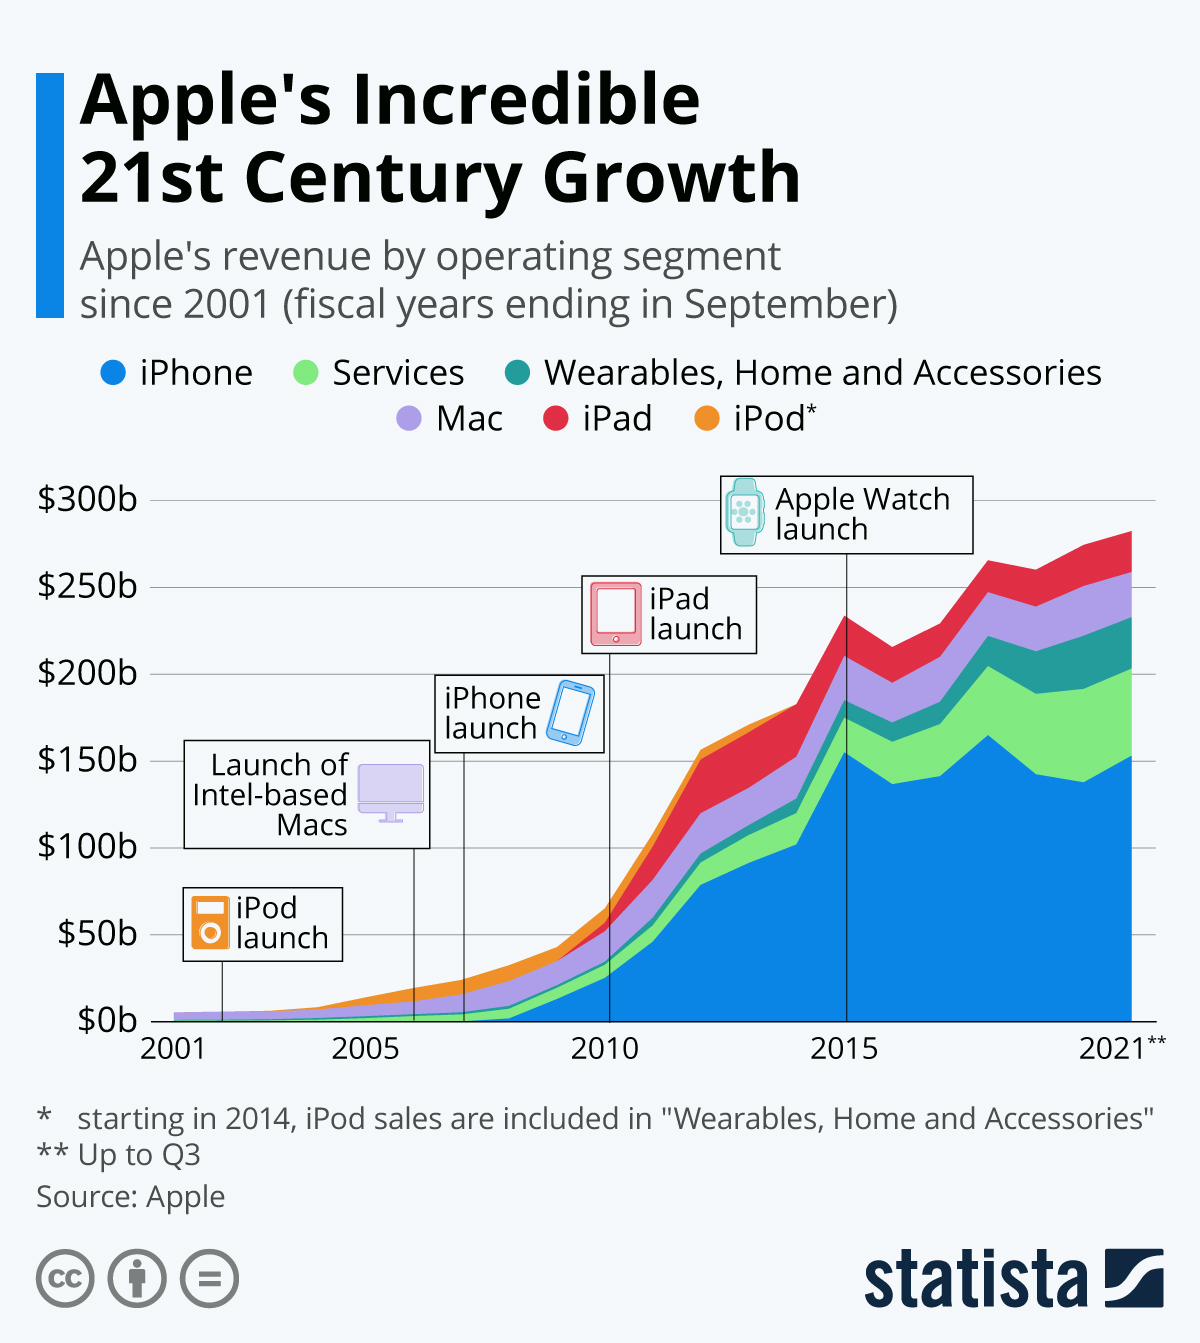 Apple's Incredible
21st Century Growth
Apple's revenue by operating segment
since 2001 (fiscal years ending in September)
iPhone Services Wearables, Home and Accessories
Mac iPad iPod*
$300b
$250b
$200b
$150b
$100b
$50b
$0b
Apple Watch
launch
iPad
launch
iPhone
launch
Launch of
Intel-based
Macs
iPod
launch
2001 2005 2010 2015 2021**
* starting in 2014, iPod sales are included in "Wearables, Home and Accessories"
** Up to Q3
Source: Apple
cc
statista